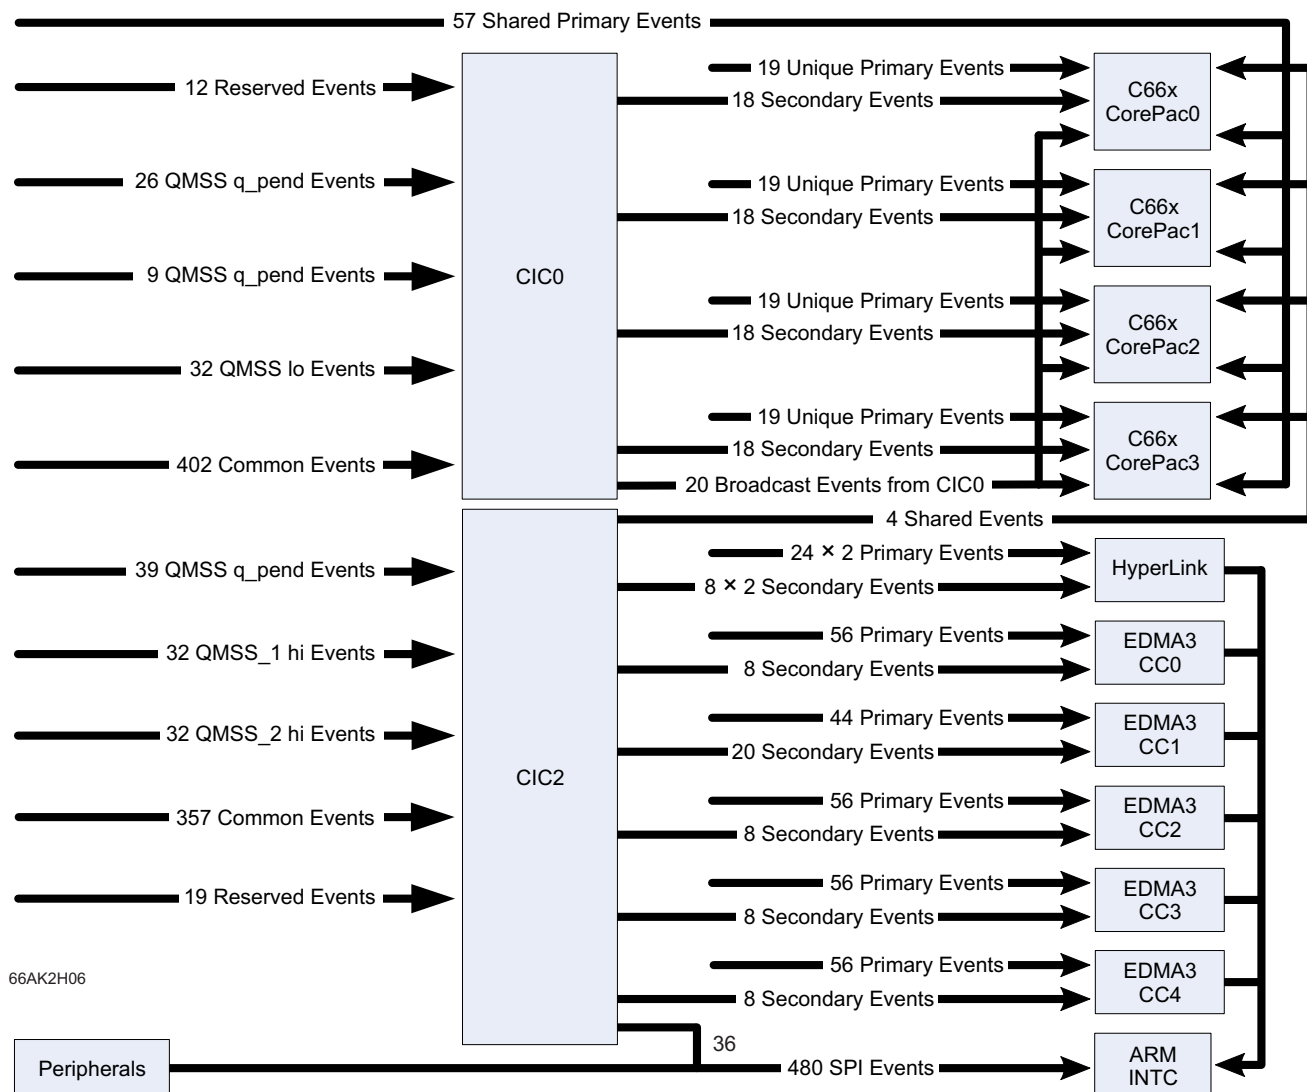 57 Shared Primary Events
12 Reserved Events
26 QMSS q_pend Events
9 QMSS q_pend Events
32 QMSS lo Events
402 Common Events
CIC0
19 Unique Primary Events
18 Secondary Events
C66x
CorePac0
19 Unique Primary Events
18 Secondary Events
C66x
CorePac1
19 Unique Primary Events
18 Secondary Events
C66x
CorePac2
19 Unique Primary Events
18 Secondary Events
C66x
CorePac3
20 Broadcast Events from CIC0
4 Shared Events
39 QMSS q_pend Events
32 QMSS_1 hi Events
32 QMSS_2 hi Events
357 Common Events
19 Reserved Events
CIC2
24 × 2 Primary Events
8 × 2 Secondary Events
HyperLink
56 Primary Events
8 Secondary Events
EDMA3
CC0
44 Primary Events
20 Secondary Events
EDMA3
CC1
56 Primary Events
8 Secondary Events
EDMA3
CC2
56 Primary Events
8 Secondary Events
EDMA3
CC3
56 Primary Events
8 Secondary Events
EDMA3
CC4
66AK2H06
Peripherals
36
480 SPI Events
ARM
INTC